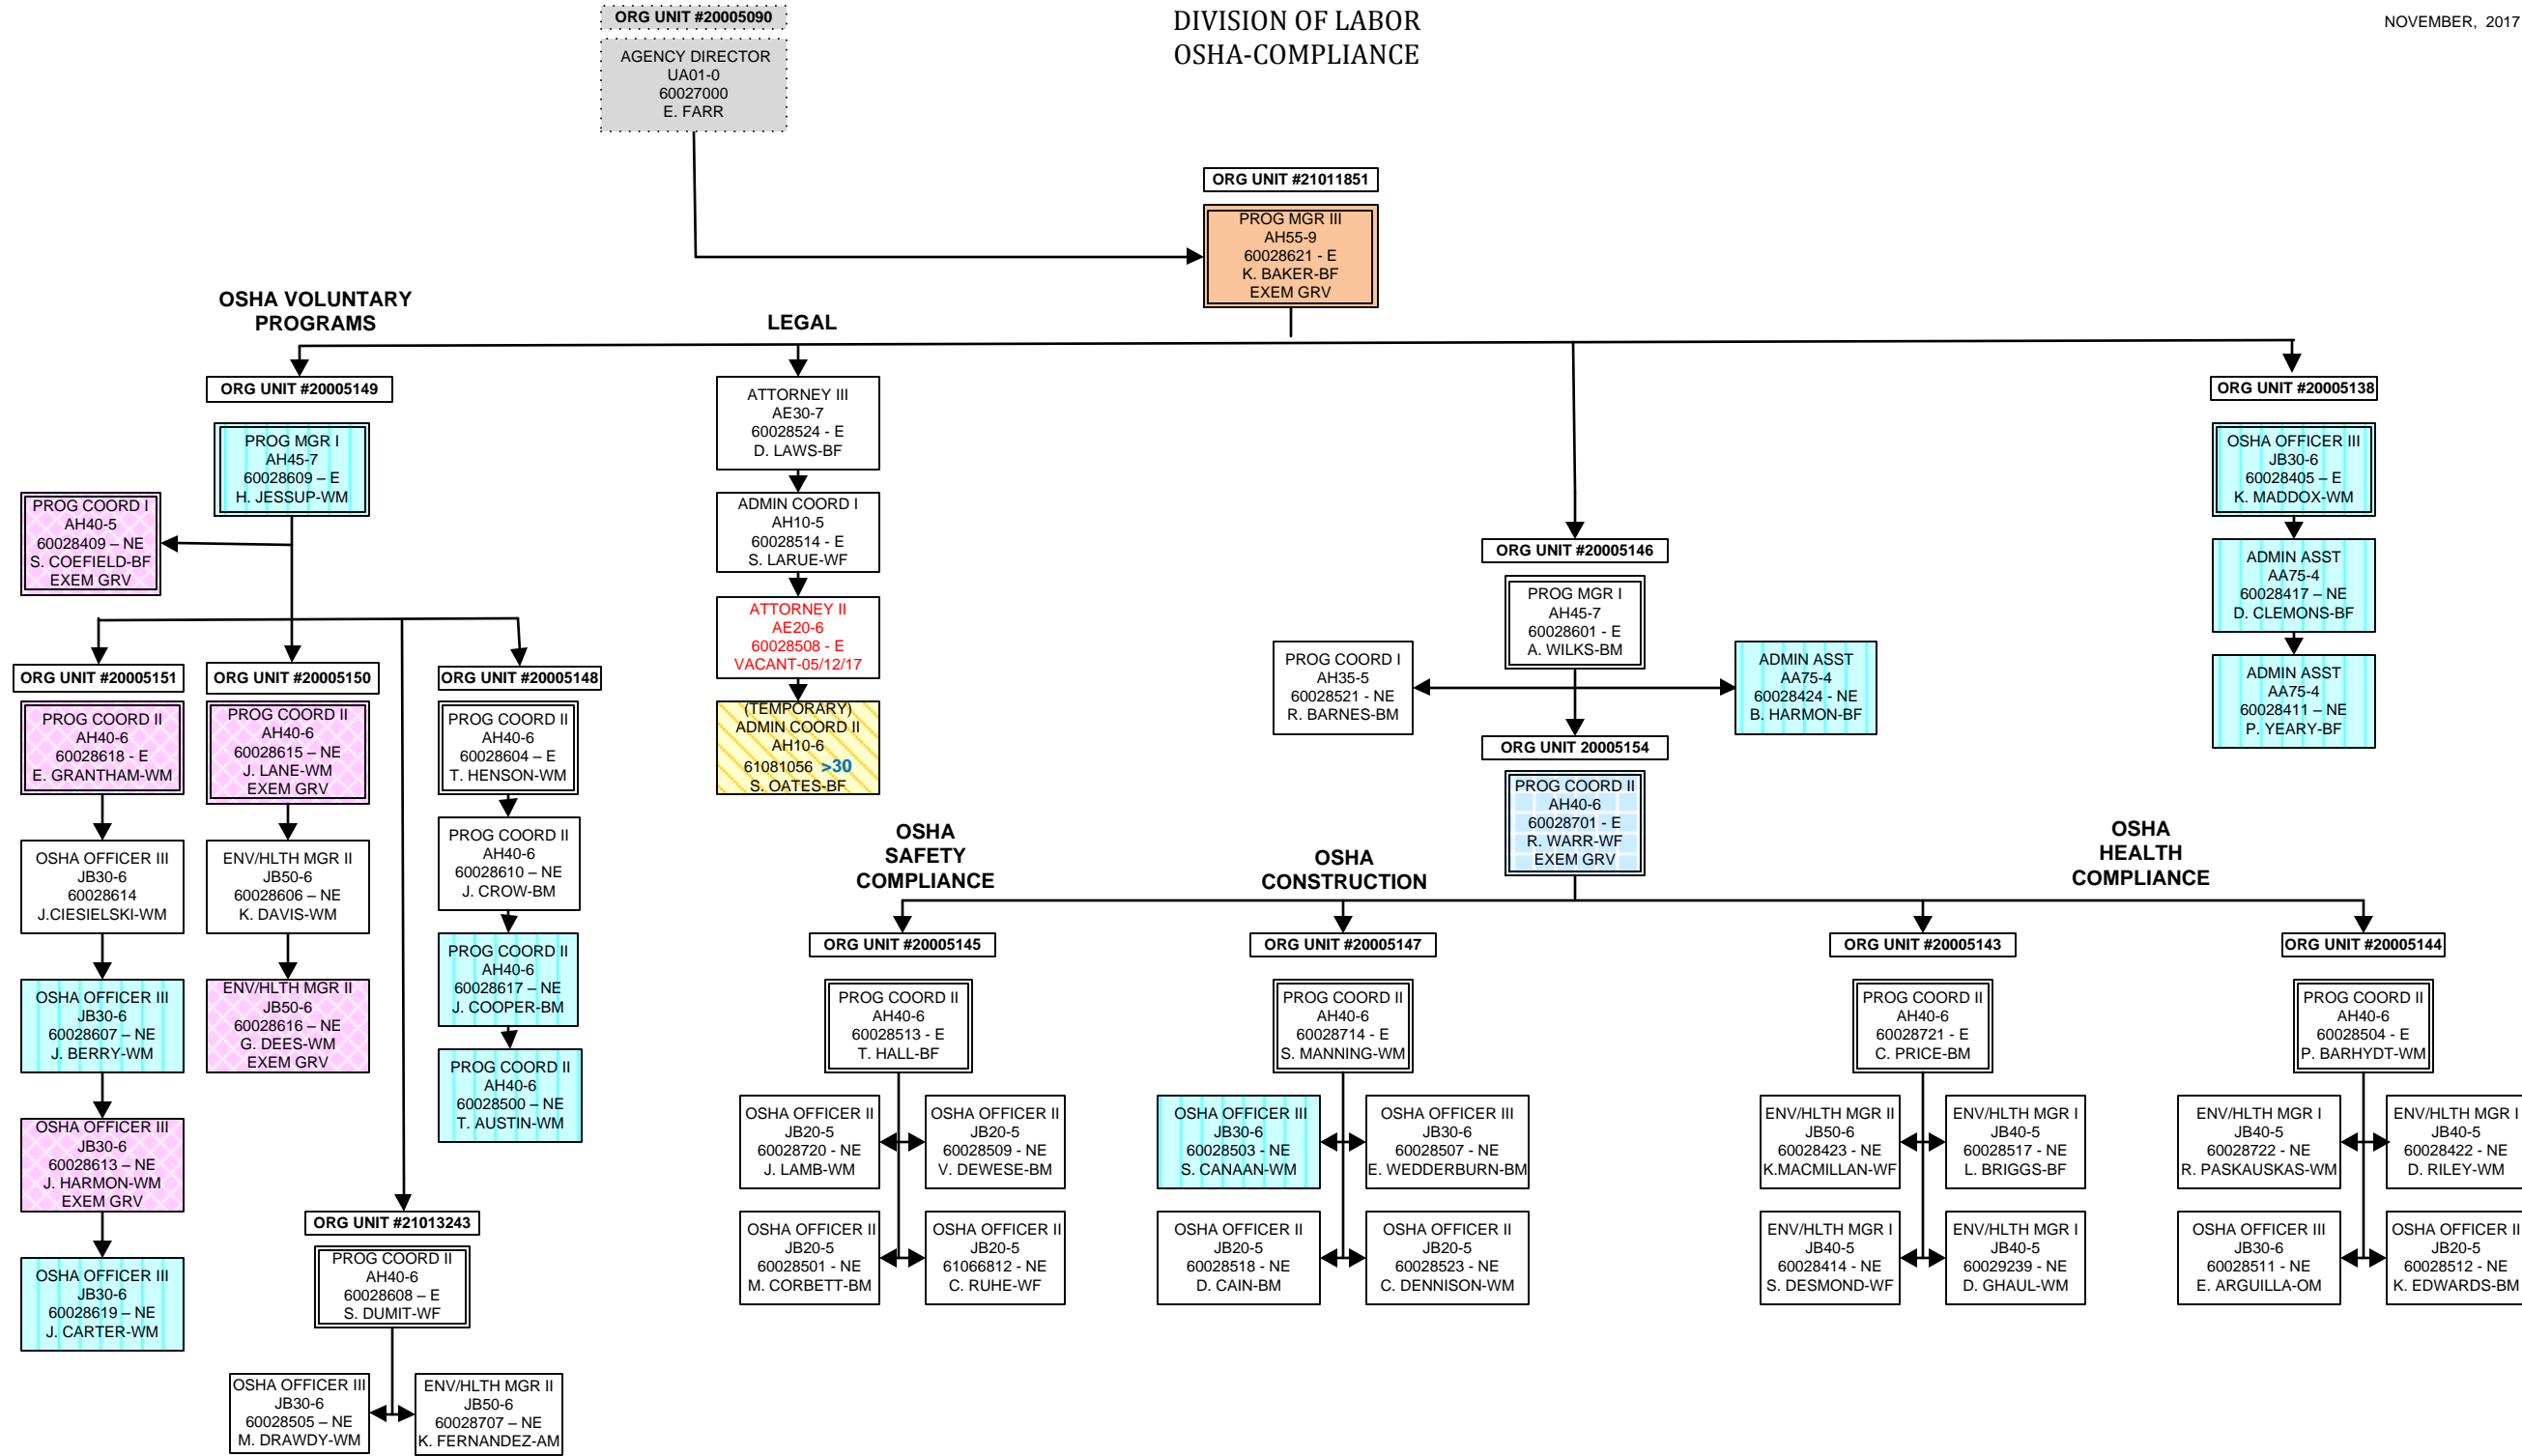 ORG UNIT #20005090
AGENCY DIRECTOR
UA01-0
60027000
E. FARR
DIVISION OF LABOR
OSHA-COMPLIANCE
NOVEMBER, 2017
ORG UNIT #21011851
PROG MGR III
AH55-9
60028621 - E
K. BAKER-BF
EXEM GRV
OSHA VOLUNTARY
PROGRAMS
LEGAL
ORG UNIT #20005149
PROG MGR I
AH45-7
60028609 – E
H. JESSUP-WM
PROG COORD I
AH40-5
60028409 – NE
S. COEFIELD-BF
EXEM GRV
ORG UNIT #20005151
PROG COORD II
AH40-6
60028618 - E
E. GRANTHAM-WM
OSHA OFFICER III
JB30-6
60028614
J.CIESIELSKI-WM
OSHA OFFICER III
JB30-6
60028607 – NE
J. BERRY-WM
OSHA OFFICER III
JB30-6
60028613 – NE
J. HARMON-WM
EXEM GRV
OSHA OFFICER III
JB30-6
60028619 – NE
J. CARTER-WM
ORG UNIT #20005150
PROG COORD II
AH40-6
60028615 – NE
J. LANE-WM
EXEM GRV
ENV/HLTH MGR II
JB50-6
60028606 – NE
K. DAVIS-WM
ENV/HLTH MGR II
JB50-6
60028616 – NE
G. DEES-WM
EXEM GRV
ORG UNIT #20005148
PROG COORD II
AH40-6
60028604 – E
T. HENSON-WM
PROG COORD II
AH40-6
60028610 – NE
J. CROW-BM
PROG COORD II
AH40-6
60028617 – NE
J. COOPER-BM
PROG COORD II
AH40-6
60028500 – NE
T. AUSTIN-WM
ORG UNIT #21013243
PROG COORD II
AH40-6
60028608 – E
S. DUMIT-WF
OSHA OFFICER III
JB30-6
60028505 – NE
M. DRAWDY-WM
ENV/HLTH MGR II
JB50-6
60028707 – NE
K. FERNANDEZ-AM
ATTORNEY III
AE30-7
60028524 - E
D. LAWS-BF
ADMIN COORD I
AH10-5
60028514 - E
S. LARUE-WF
ATTORNEY II
AE20-6
60028508 - E
VACANT-05/12/17
(TEMPORARY)
ADMIN COORD II
AH10-6
61081056 >30
S. OATES-BF
ORG UNIT #20005146
PROG MGR I
AH45-7
60028601 - E
A. WILKS-BM
PROG COORD I
AH35-5
60028521 - NE
R. BARNES-BM
ADMIN ASST
AA75-4
60028424 - NE
B. HARMON-BF
ORG UNIT 20005154
PROG COORD II
AH40-6
60028701 - E
R. WARR-WF
EXEM GRV
ORG UNIT #20005138
OSHA OFFICER III
JB30-6
60028405 – E
K. MADDOX-WM
ADMIN ASST
AA75-4
60028417 – NE
D. CLEMONS-BF
ADMIN ASST
AA75-4
60028411 – NE
P. YEARY-BF
OSHA
SAFETY
COMPLIANCE
OSHA
CONSTRUCTION
OSHA
HEALTH
COMPLIANCE
ORG UNIT #20005145
PROG COORD II
AH40-6
60028513 - E
T. HALL-BF
OSHA OFFICER II
JB20-5
60028720 - NE
J. LAMB-WM
OSHA OFFICER II
JB20-5
60028509 - NE
V. DEWESE-BM
OSHA OFFICER II
JB20-5
60028501 - NE
M. CORBETT-BM
OSHA OFFICER II
JB20-5
61066812 - NE
C. RUHE-WF
ORG UNIT #20005147
PROG COORD II
AH40-6
60028714 - E
S. MANNING-WM
OSHA OFFICER III
JB30-6
60028503 - NE
S. CANAAN-WM
OSHA OFFICER III
JB30-6
60028507 - NE
E. WEDDERBURN-BM
OSHA OFFICER II
JB20-5
60028518 - NE
D. CAIN-BM
OSHA OFFICER II
JB20-5
60028523 - NE
C. DENNISON-WM
ORG UNIT #20005143
PROG COORD II
AH40-6
60028721 - E
C. PRICE-BM
ENV/HLTH MGR II
JB50-6
60028423 - NE
K.MACMILLAN-WF
ENV/HLTH MGR I
JB40-5
60028517 - NE
L. BRIGGS-BF
ENV/HLTH MGR I
JB40-5
60028414 - NE
S. DESMOND-WF
ENV/HLTH MGR I
JB40-5
60029239 - NE
D. GHAUL-WM
ORG UNIT #20005144
PROG COORD II
AH40-6
60028504 - E
P. BARHYDT-WM
ENV/HLTH MGR I
JB40-5
60028722 - NE
R. PASKAUSKAS-WM
ENV/HLTH MGR I
JB40-5
60028422 - NE
D. RILEY-WM
OSHA OFFICER III
JB30-6
60028511 - NE
E. ARGUILLA-OM
OSHA OFFICER II
JB20-5
60028512 - NE
K. EDWARDS-BM